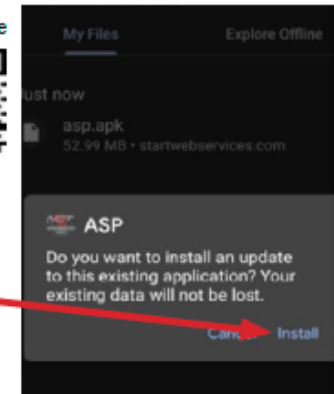 e
My Files Explore Offline
Just now
asp.apk
52.99 MB • startwebservices.com
ASP
Do you want to install an update
to this existing application? Your
existing data will not be lost.
Cancel Install